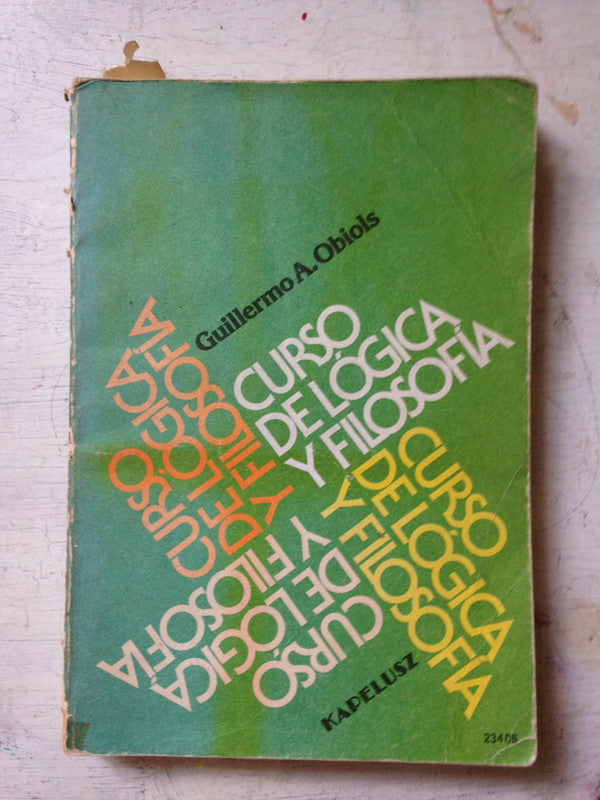 Guillermo A. Obiols
CURSO
DE LÓGICA
Y FILOSOFÍA
CURSO
DE LÓGICA
Y FILOSOFÍA
CURSO
DE LÓGICA
Y FILOSOFÍA
CURSO
DE LÓGICA
Y FILOSOFÍA
KAPELUSZ
23408